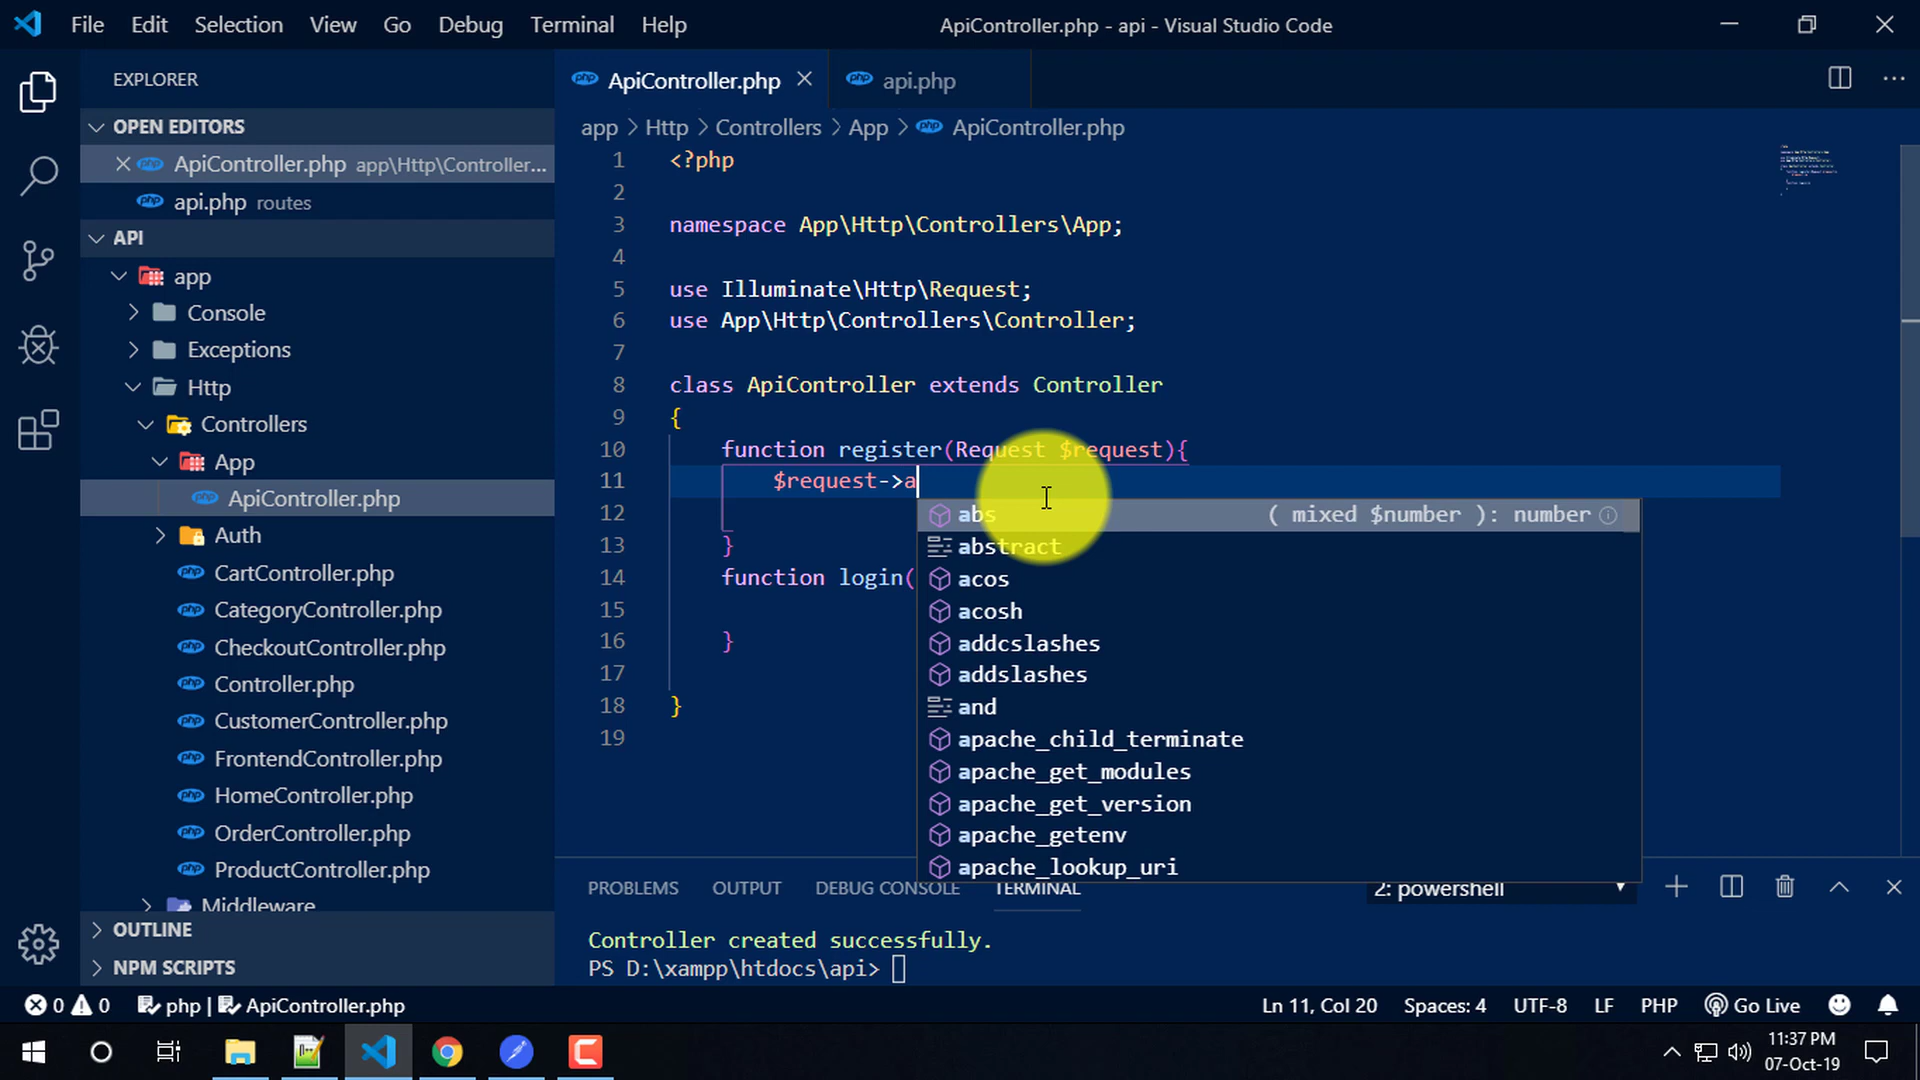 File Edit Selection View Go Debug Terminal Help ApiController.php - api - Visual Studio Code
EXPLORER
OPEN EDITORS
ApiController.php app\Http\Controller...
api.php routes
API
app
Console
Exceptions
Http
Controllers
App
ApiController.php
Auth
CartController.php
CategoryController.php
CheckoutController.php
Controller.php
CustomerController.php
FrontendController.php
HomeController.php
OrderController.php
ProductController.php
Middleware
OUTLINE
NPM SCRIPTS
ApiController.php api.php
app > Http > Controllers > App > ApiController.php
1 <?php
2
3 namespace App\Http\Controllers\App;
4
5 use Illuminate\Http\Request;
6 use App\Http\Controllers\Controller;
7
8 class ApiController extends Controller
9 {
10 function register(Request $request){
11 $request->a
12
13 }
14 function login(
15
16 }
17
18 }
19
abs ( mixed $number ): number
abstract
acos
acosh
addcslashes
addslashes
and
apache_child_terminate
apache_get_modules
apache_get_version
apache_getenv
apache_lookup_uri
PROBLEMS OUTPUT DEBUG CONSOLE TERMINAL 2: powershell
Controller created successfully.
PS D:\xampp\htdocs\api>
0 0 php | ApiController.php Ln 11, Col 20 Spaces: 4 UTF-8 LF PHP Go Live
11:37 PM
07-Oct-19